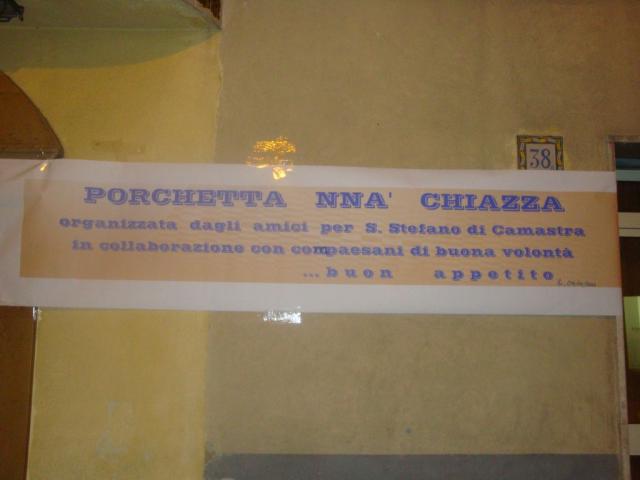 38
PORCHETTA NNA' CHIAZZA
organizzata dagli amici per S. Stefano di Camastra
in collaborazione con compaesani di buona volontà
...buon appetito